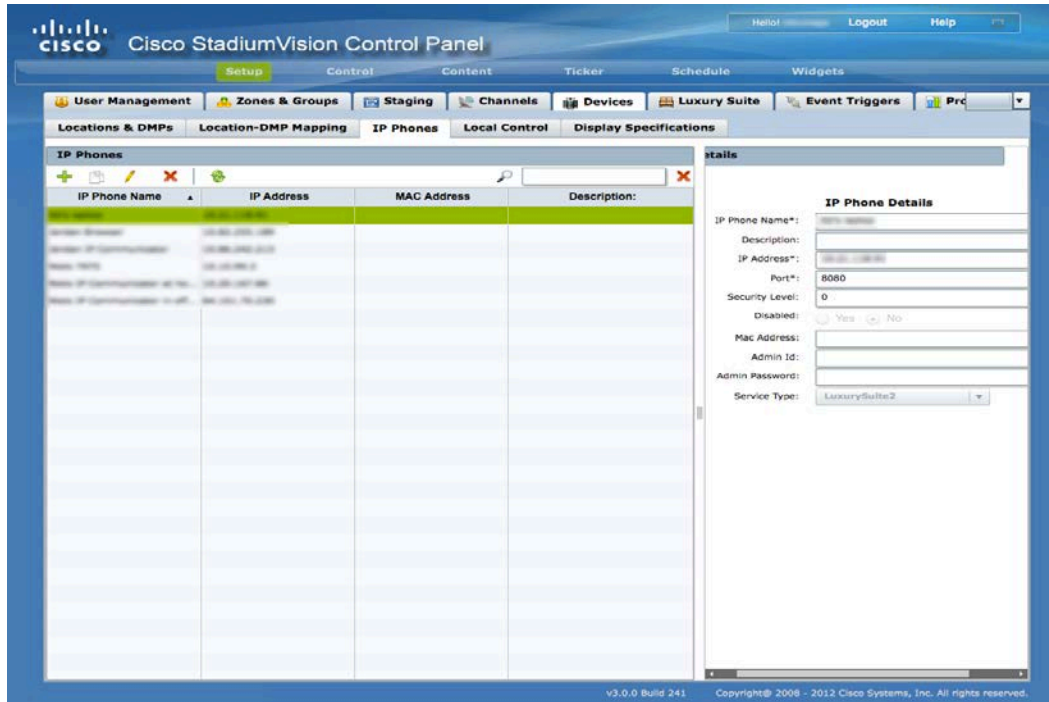 Hello! Logout Help
CISCO Cisco StadiumVision Control Panel
Setup Control Content Ticker Schedule Widgets
User Management Zones & Groups Staging Channels Devices Luxury Suite Event Triggers Prc
Locations & DMPs Location-DMP Mapping IP Phones Local Control Display Specifications
IP Phones
etails
IP Phone Name IP Address MAC Address Description:
IP Phone Details
IP Phone Name*:
Description:
IP Address*:
Port*: 8080
Security Level: 0
Disabled: Yes No
Mac Address:
Admin Id:
Admin Password:
Service Type: LuxurySuite2
v3.0.0 Build 241 Copyright© 2008 - 2012 Cisco Systems, Inc. All rights reserved.